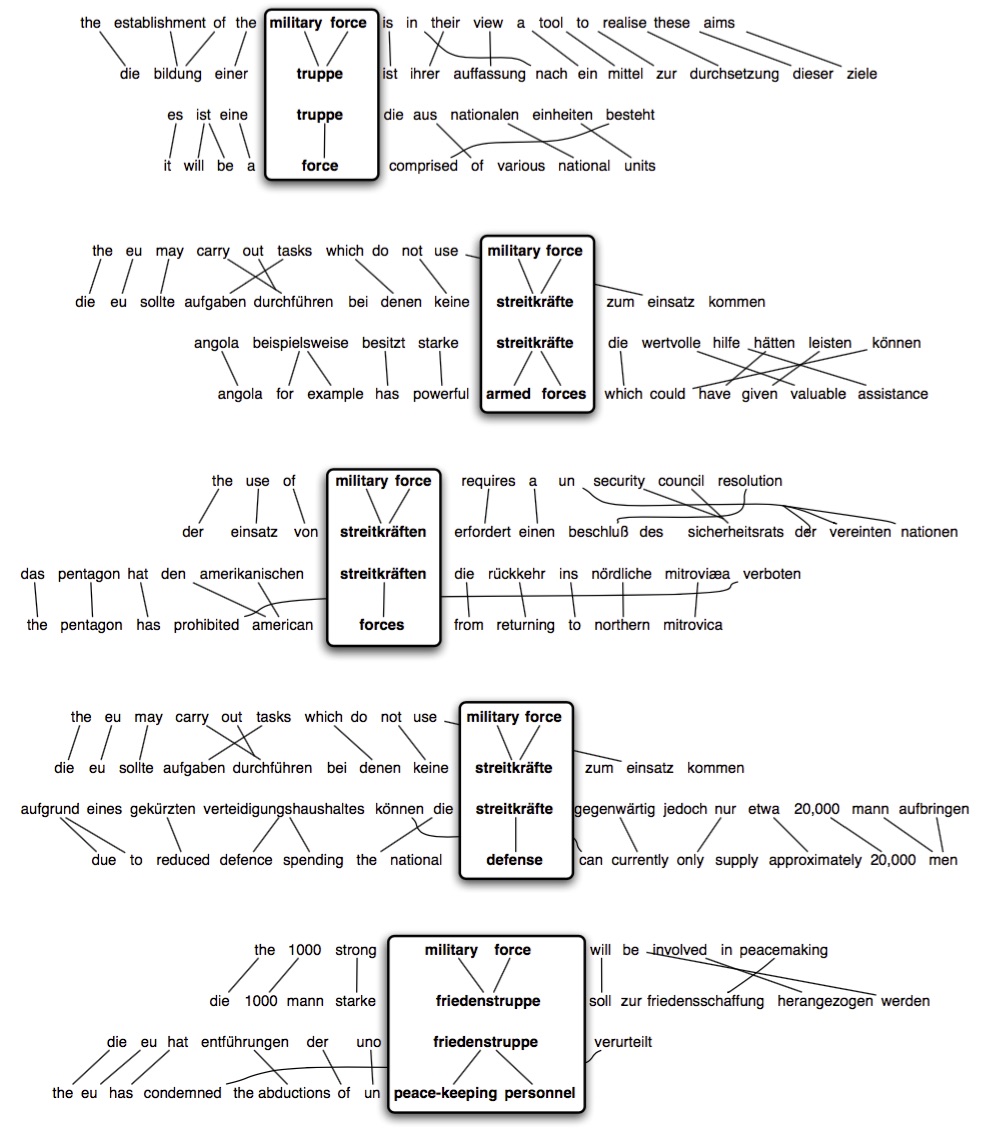 the establishment of the military force is in their view a tool to realise these aims
die bildung einer truppe ist ihrer auffassung nach ein mittel zur durchsetzung dieser ziele
es ist eine truppe die aus nationalen einheiten besteht
it will be a force comprised of various national units
the eu may carry out tasks which do not use military force
die eu sollte aufgaben durchführen bei denen keine streitkräfte zum einsatz kommen
angola beispielsweise besitzt starke streitkräfte die wertvolle hilfe hätten leisten können
angola for example has powerful armed forces which could have given valuable assistance
the use of military force requires a un security council resolution
der einsatz von streitkräften erfordert einen beschluß des sicherheitsrats der vereinten nationen
das pentagon hat den amerikanischen streitkräften die rückkehr ins nördliche mitroviæa verboten
the pentagon has prohibited american forces from returning to northern mitrovica
the eu may carry out tasks which do not use military force
die eu sollte aufgaben durchführen bei denen keine streitkräfte zum einsatz kommen
aufgrund eines gekürzten verteidigungshaushaltes können die streitkräfte gegenwärtig jedoch nur etwa 20,000 mann aufbringen
due to reduced defence spending the national defense can currently only supply approximately 20,000 men
the 1000 strong military force will be involved in peacemaking
die 1000 mann starke friedenstruppe soll zur friedensschaffung herangezogen werden
die eu hat entführungen der uno friedenstruppe verurteilt
the eu has condemned the abductions of un peace-keeping personnel